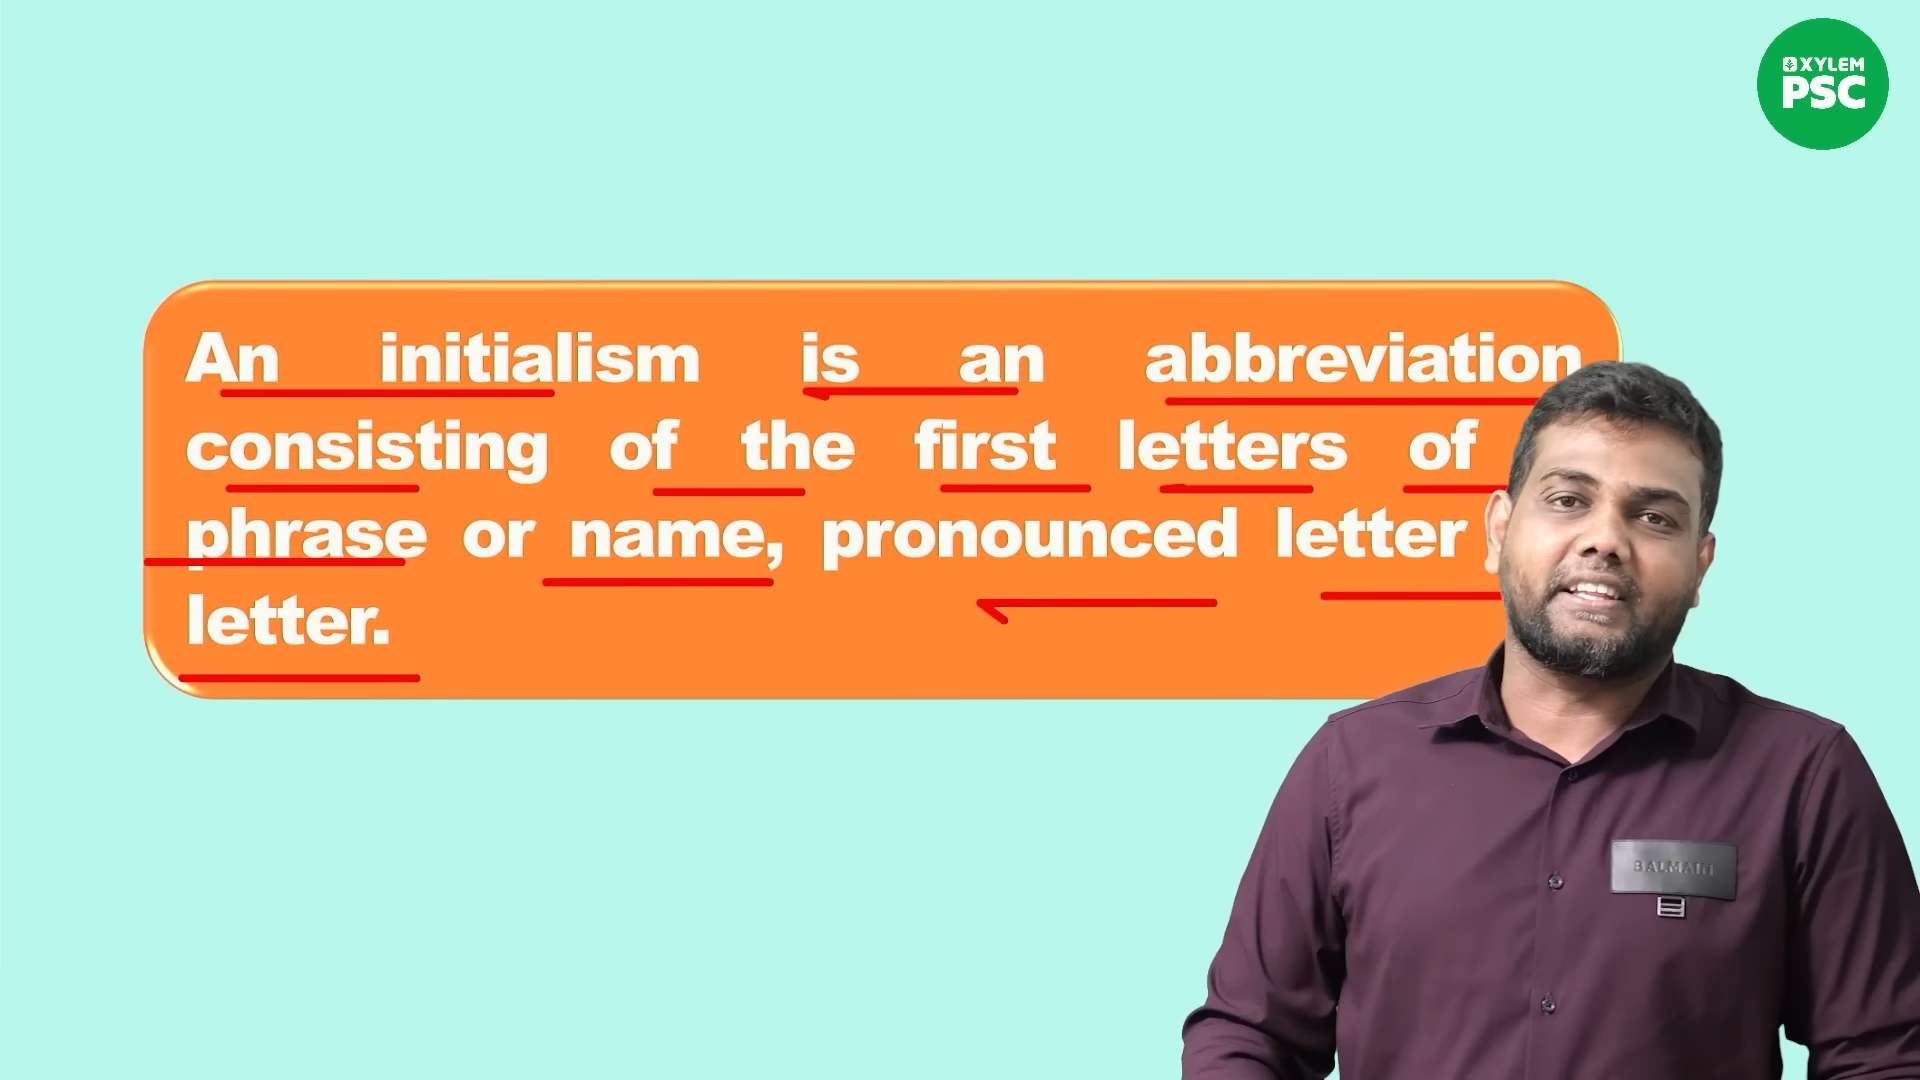 XYLEM
PSC
An initialism is an abbreviation
consisting of the first letters of
phrase or name, pronounced letter
letter.
BALMAIN